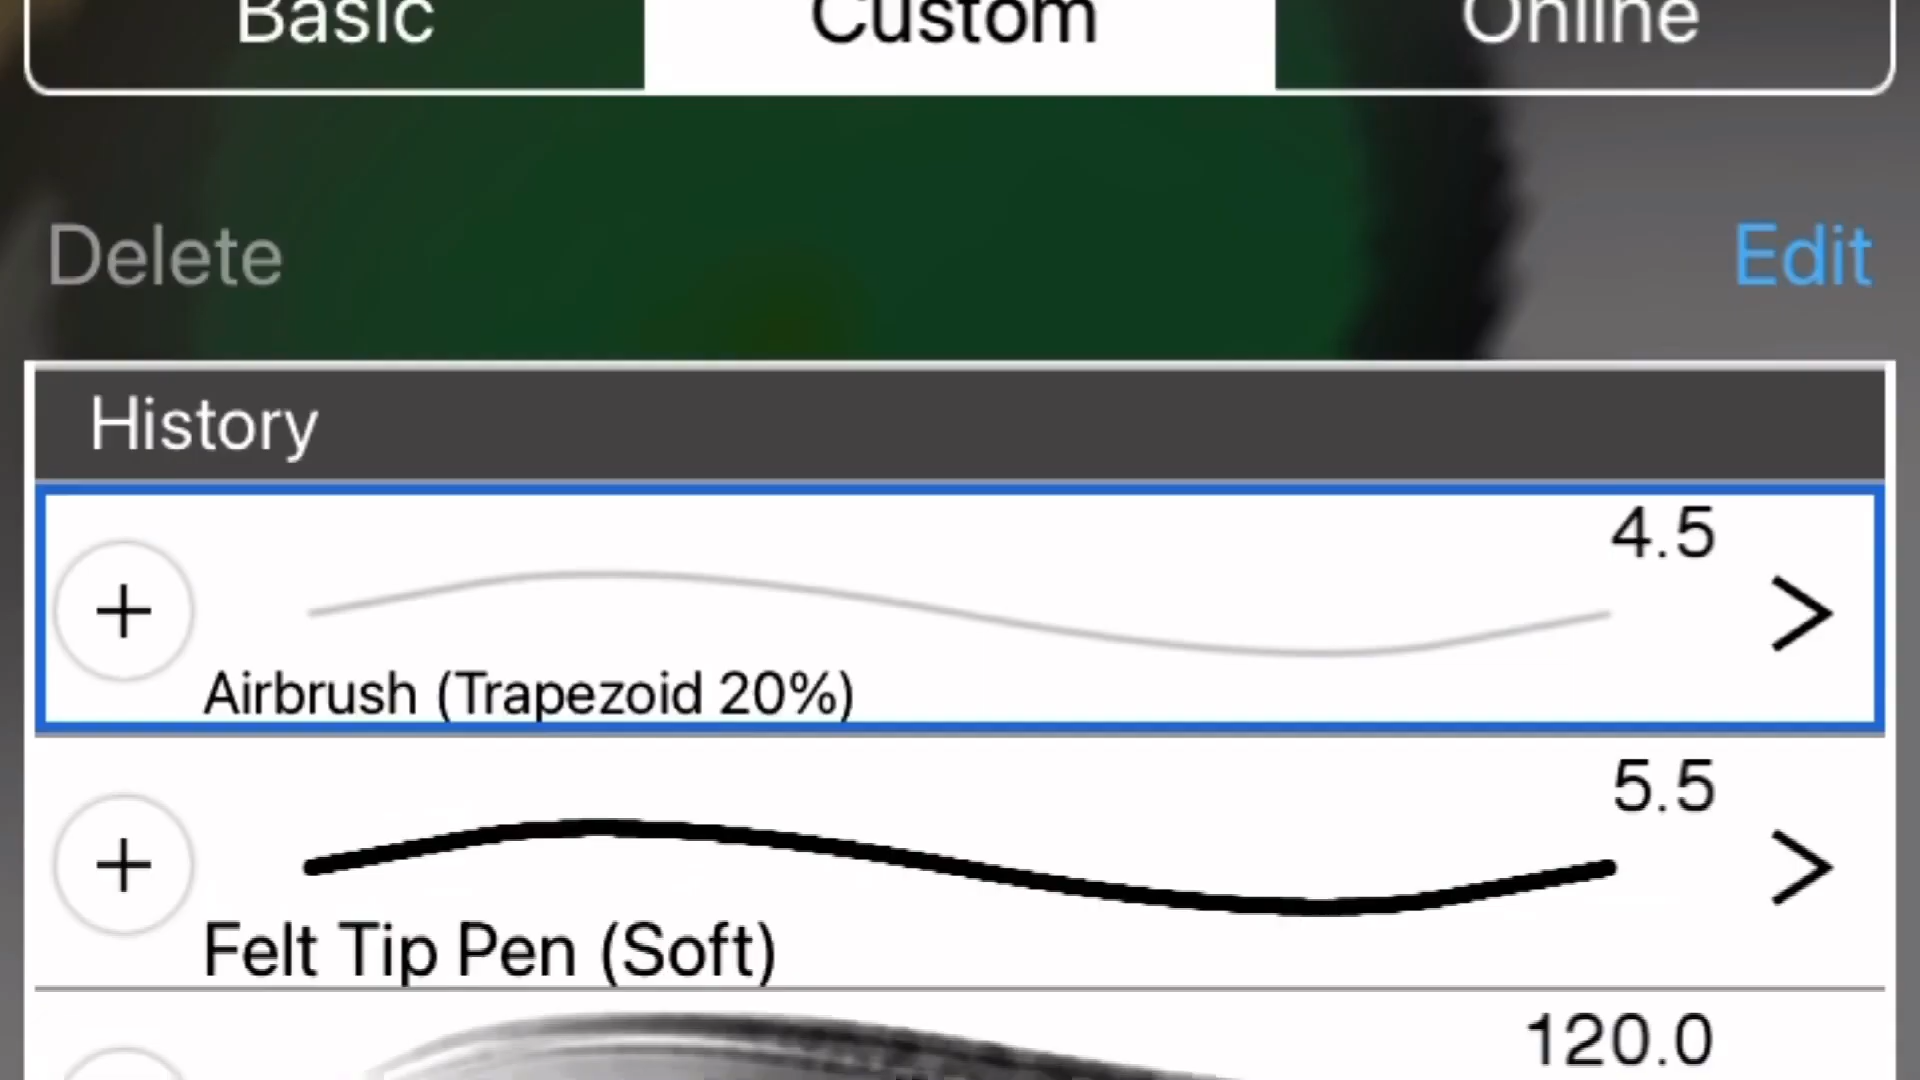 Basic Custom Online
Delete Edit
History
4.5
+ >
Airbrush (Trapezoid 20%)
5.5
+ >
Felt Tip Pen (Soft)
120.0